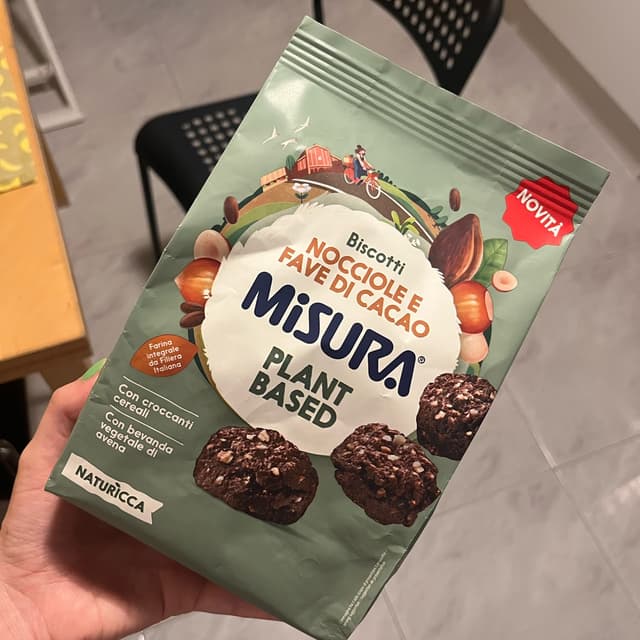 NOVITÀ
Biscotti
NOCCIOLE E
FAVE DI CACAO
MISURA®
PLANT
BASED
Farina
integrale
da Filiera
Italiana
Con croccanti
cereali
Con bevanda
vegetale di
avena
NATURICCA